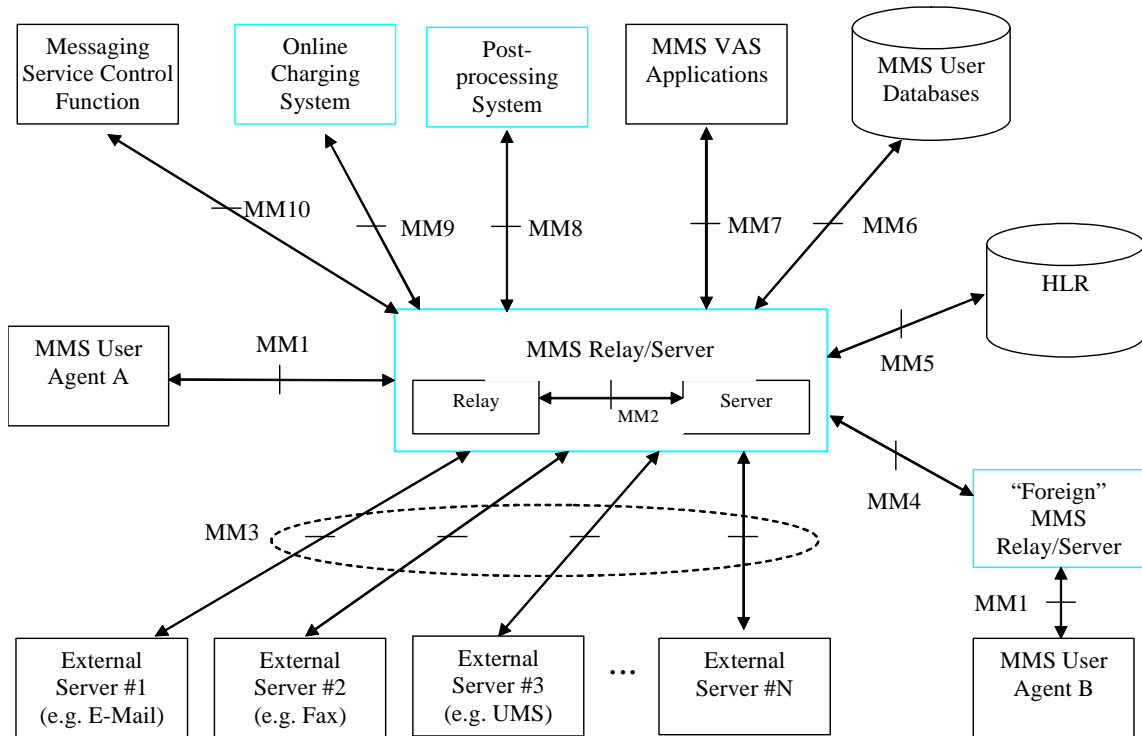 Messaging
Service Control
Function
Online
Charging
System
Post-
processing
System
MMS VAS
Applications
MMS User
Databases
MM10
MM9
MM8
MM7
MM6
HLR
MMS User
Agent A
MM1
MMS Relay/Server
MM5
Relay
MM2
Server
MM4
“Foreign”
MMS
Relay/Server
MM3
MM1
External
Server #1
(e.g. E-Mail)
External
Server #2
(e.g. Fax)
External
Server #3
(e.g. UMS)
...
External
Server #N
MMS User
Agent B